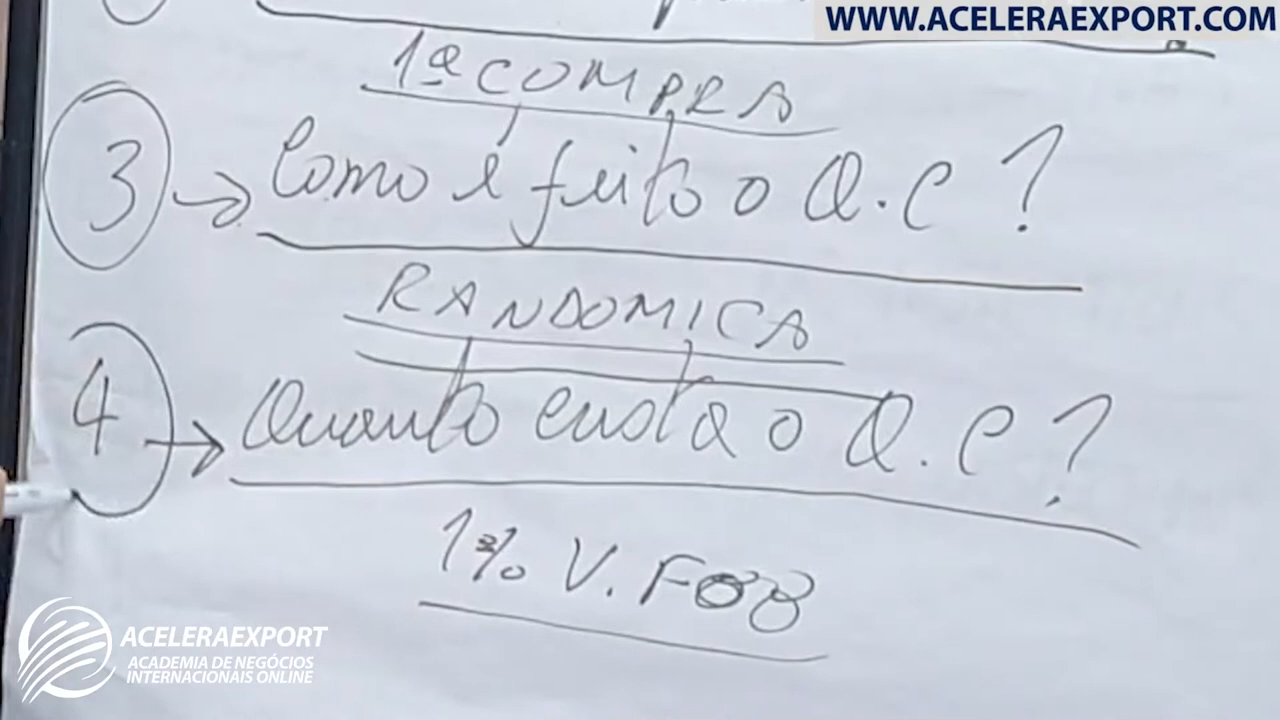 WWW.ACELERAEXPORT.COM
1ª COMPRA
3 → Como é feito o Q.C?
RANDOMICA
4 → Quanto custa o Q.C?
1% V. FOB
ACELERAEXPORT
ACADEMIA DE NEGÓCIOS
INTERNACIONAIS ONLINE